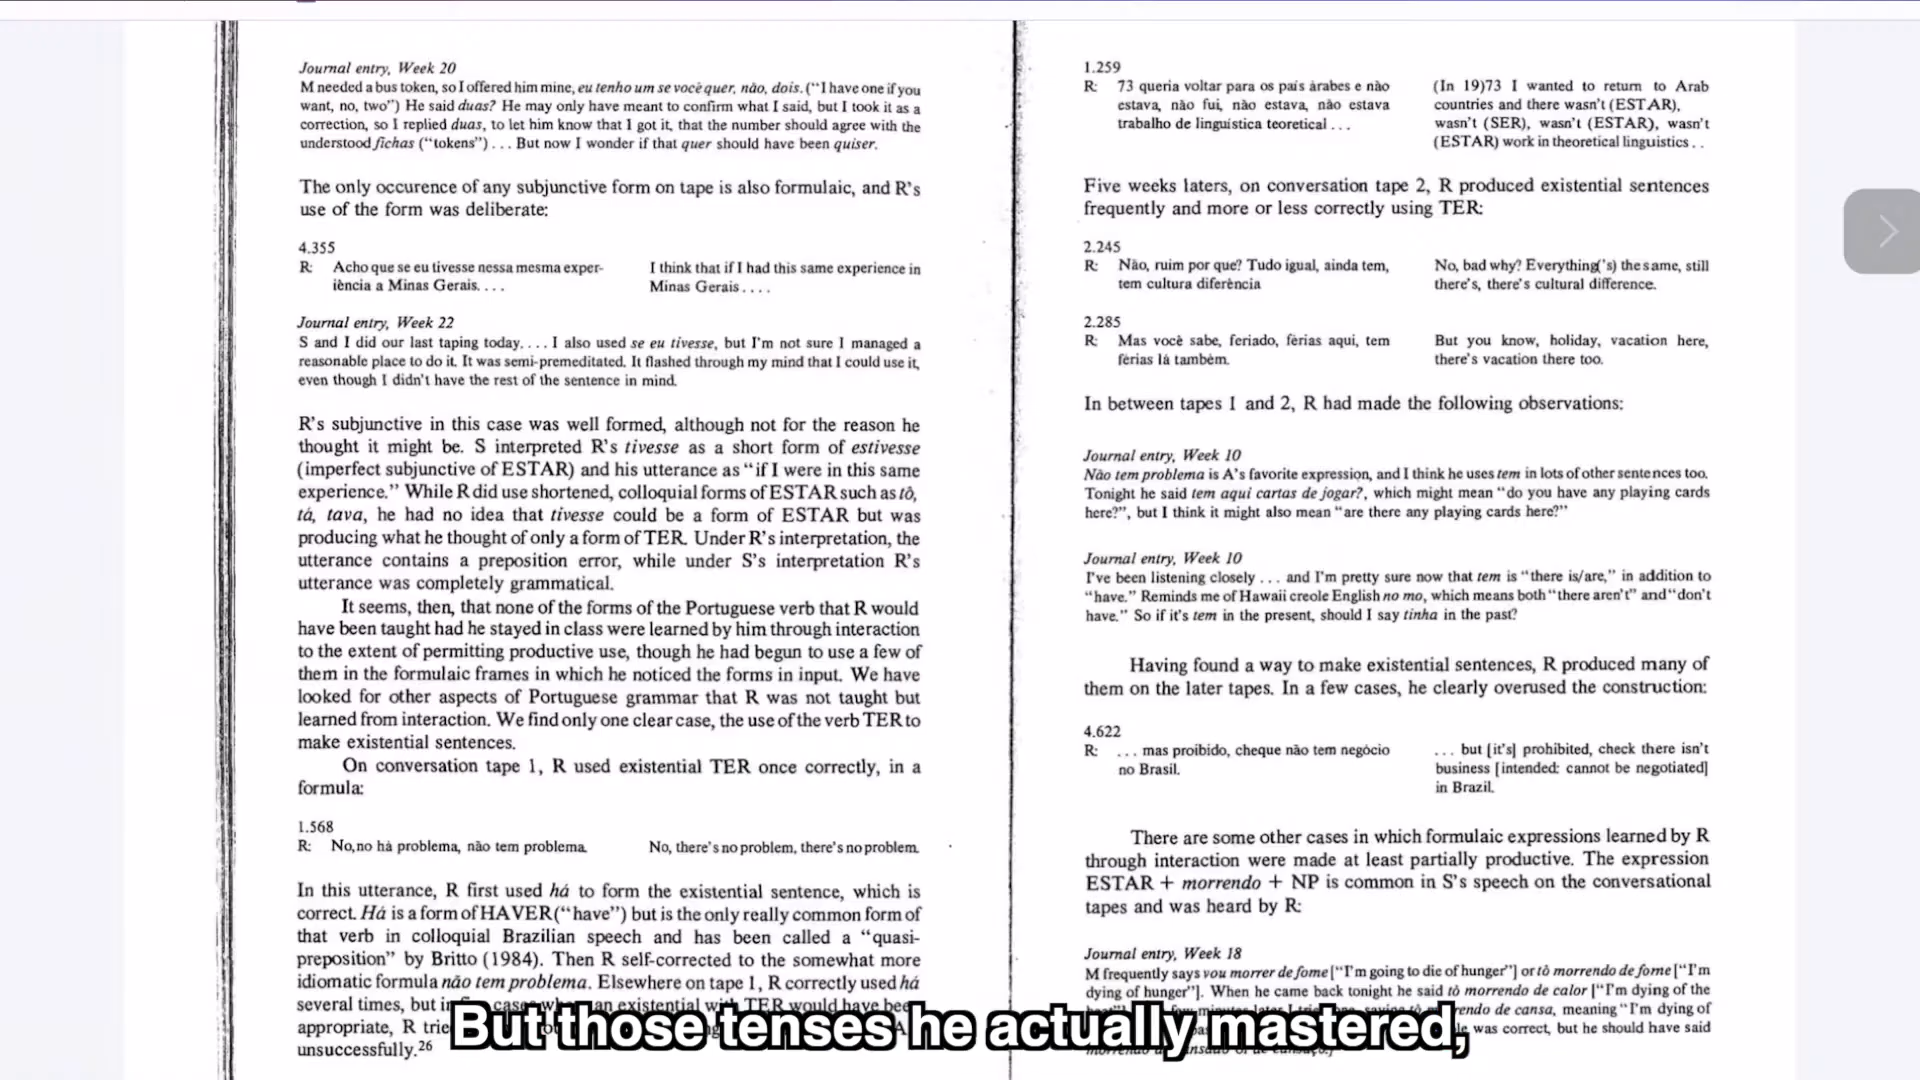 Journal entry, Week 20
M needed a bus token, so I offered him mine, eu tenho um se você quer, não, dois. (“I have one if you
want, no, two”) He said duas? He may only have meant to confirm what I said, but I took it as a
correction, so I replied duas, to let him know that I got it, that the number should agree with the
understood fichas (“tokens”) . . . But now I wonder if that quer should have been quiser.
The only occurence of any subjunctive form on tape is also formulaic, and R's
use of the form was deliberate:
4.355
R: Acho que se eu tivesse nessa mesma exper- I think that if I had this same experience in
iência a Minas Gerais. . . . Minas Gerais . . . .
Journal entry, Week 22
S and I did our last taping today. . . . I also used se eu tivesse, but I'm not sure I managed a
reasonable place to do it. It was semi-premeditated. It flashed through my mind that I could use it,
even though I didn't have the rest of the sentence in mind.
R's subjunctive in this case was well formed, although not for the reason he
thought it might be. S interpreted R's tivesse as a short form of estivesse
(imperfect subjunctive of ESTAR) and his utterance as “if I were in this same
experience.” While R did use shortened, colloquial forms of ESTAR such as tô,
tá, tava, he had no idea that tivesse could be a form of ESTAR but was
producing what he thought of only a form of TER. Under R's interpretation, the
utterance contains a preposition error, while under S's interpretation R's
utterance was completely grammatical.
It seems, then, that none of the forms of the Portuguese verb that R would
have been taught had he stayed in class were learned by him through interaction
to the extent of permitting productive use, though he had begun to use a few of
them in the formulaic frames in which he noticed the forms in input. We have
looked for other aspects of Portuguese grammar that R was not taught but
learned from interaction. We find only one clear case, the use of the verb TER to
make existential sentences.
On conversation tape 1, R used existential TER once correctly, in a
formula:
1.568
R: No, no há problema, não tem problema. No, there's no problem, there's no problem.
In this utterance, R first used há to form the existential sentence, which is
correct. Há is a form of HAVER (“have”) but is the only really common form of
that verb in colloquial Brazilian speech and has been called a “quasi-
preposition” by Britto (1984). Then R self-corrected to the somewhat more
idiomatic formula não tem problema. Elsewhere on tape 1, R correctly used há
several times, but in cases an existential with TER would have been
appropriate, R
unsuccessfully.26
1.259
R: 73 queria voltar para os país árabes e não (In 19)73 I wanted to return to Arab
estava, não fui, não estava, não estava countries and there wasn't (ESTAR),
trabalho de linguística teoretical . . . wasn't (SER), wasn't (ESTAR), wasn't
(ESTAR) work in theoretical linguistics . .
Five weeks laters, on conversation tape 2, R produced existential sentences
frequently and more or less correctly using TER:
2.245
R: Não, ruim por que? Tudo igual, ainda tem, No, bad why? Everything('s) the same, still
tem cultura diferência there's, there's cultural difference.
2.285
R: Mas você sabe, feriado, férias aqui, tem But you know, holiday, vacation here,
férias lá também. there's vacation there too.
In between tapes 1 and 2, R had made the following observations:
Journal entry, Week 10
Não tem problema is A's favorite expression, and I think he uses tem in lots of other sentences too.
Tonight he said tem aqui cartas de jogar?, which might mean “do you have any playing cards
here?”, but I think it might also mean “are there any playing cards here?”
Journal entry, Week 10
I've been listening closely . . . and I'm pretty sure now that tem is “there is/are,” in addition to
“have.” Reminds me of Hawaii creole English no mo, which means both “there aren't” and “don't
have.” So if it's tem in the present, should I say tinha in the past?
Having found a way to make existential sentences, R produced many of
them on the later tapes. In a few cases, he clearly overused the construction:
4.622
R: . . . mas proibido, cheque não tem negócio . . . but [it's] prohibited, check there isn't
no Brasil. business [intended: cannot be negotiated]
in Brazil.
There are some other cases in which formulaic expressions learned by R
through interaction were made at least partially productive. The expression
ESTAR + morrendo + NP is common in S's speech on the conversational
tapes and was heard by R:
Journal entry, Week 18
M frequently says vou morrer de fome [“I'm going to die of hunger”] or tô morrendo de fome [“I'm
dying of hunger”]. When he came back tonight he said tô morrendo de calor [“I'm dying of the
de cansa, meaning “I'm dying of
was correct, but he should have said
But those tenses he actually mastered,